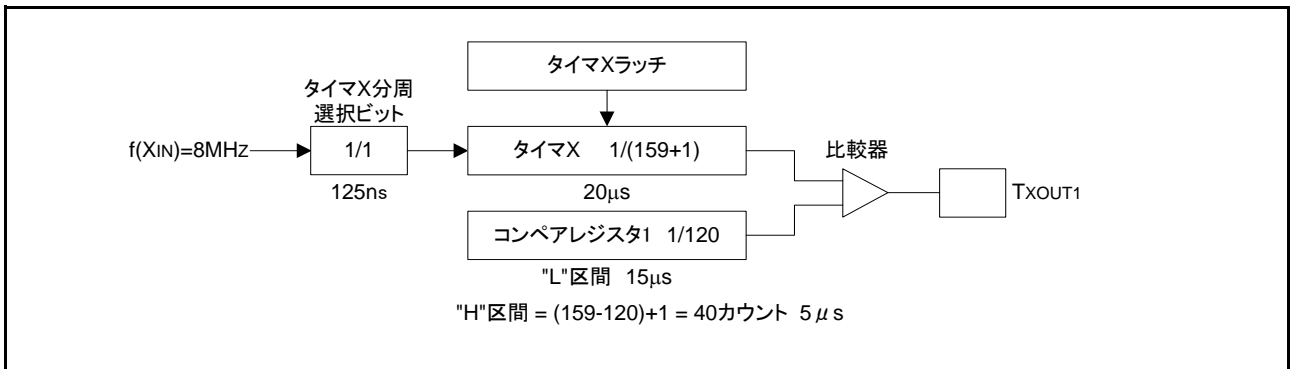 タイマXラッチ
タイマX分周
選択ビット
f(XIN)=8MHz
1/1
タイマX 1/(159+1)
比較器
125ns
20μs
TXOUT1
コンペアレジスタ1 1/120
"L"区間 15μs
"H"区間 = (159-120)+1 = 40カウント 5μs